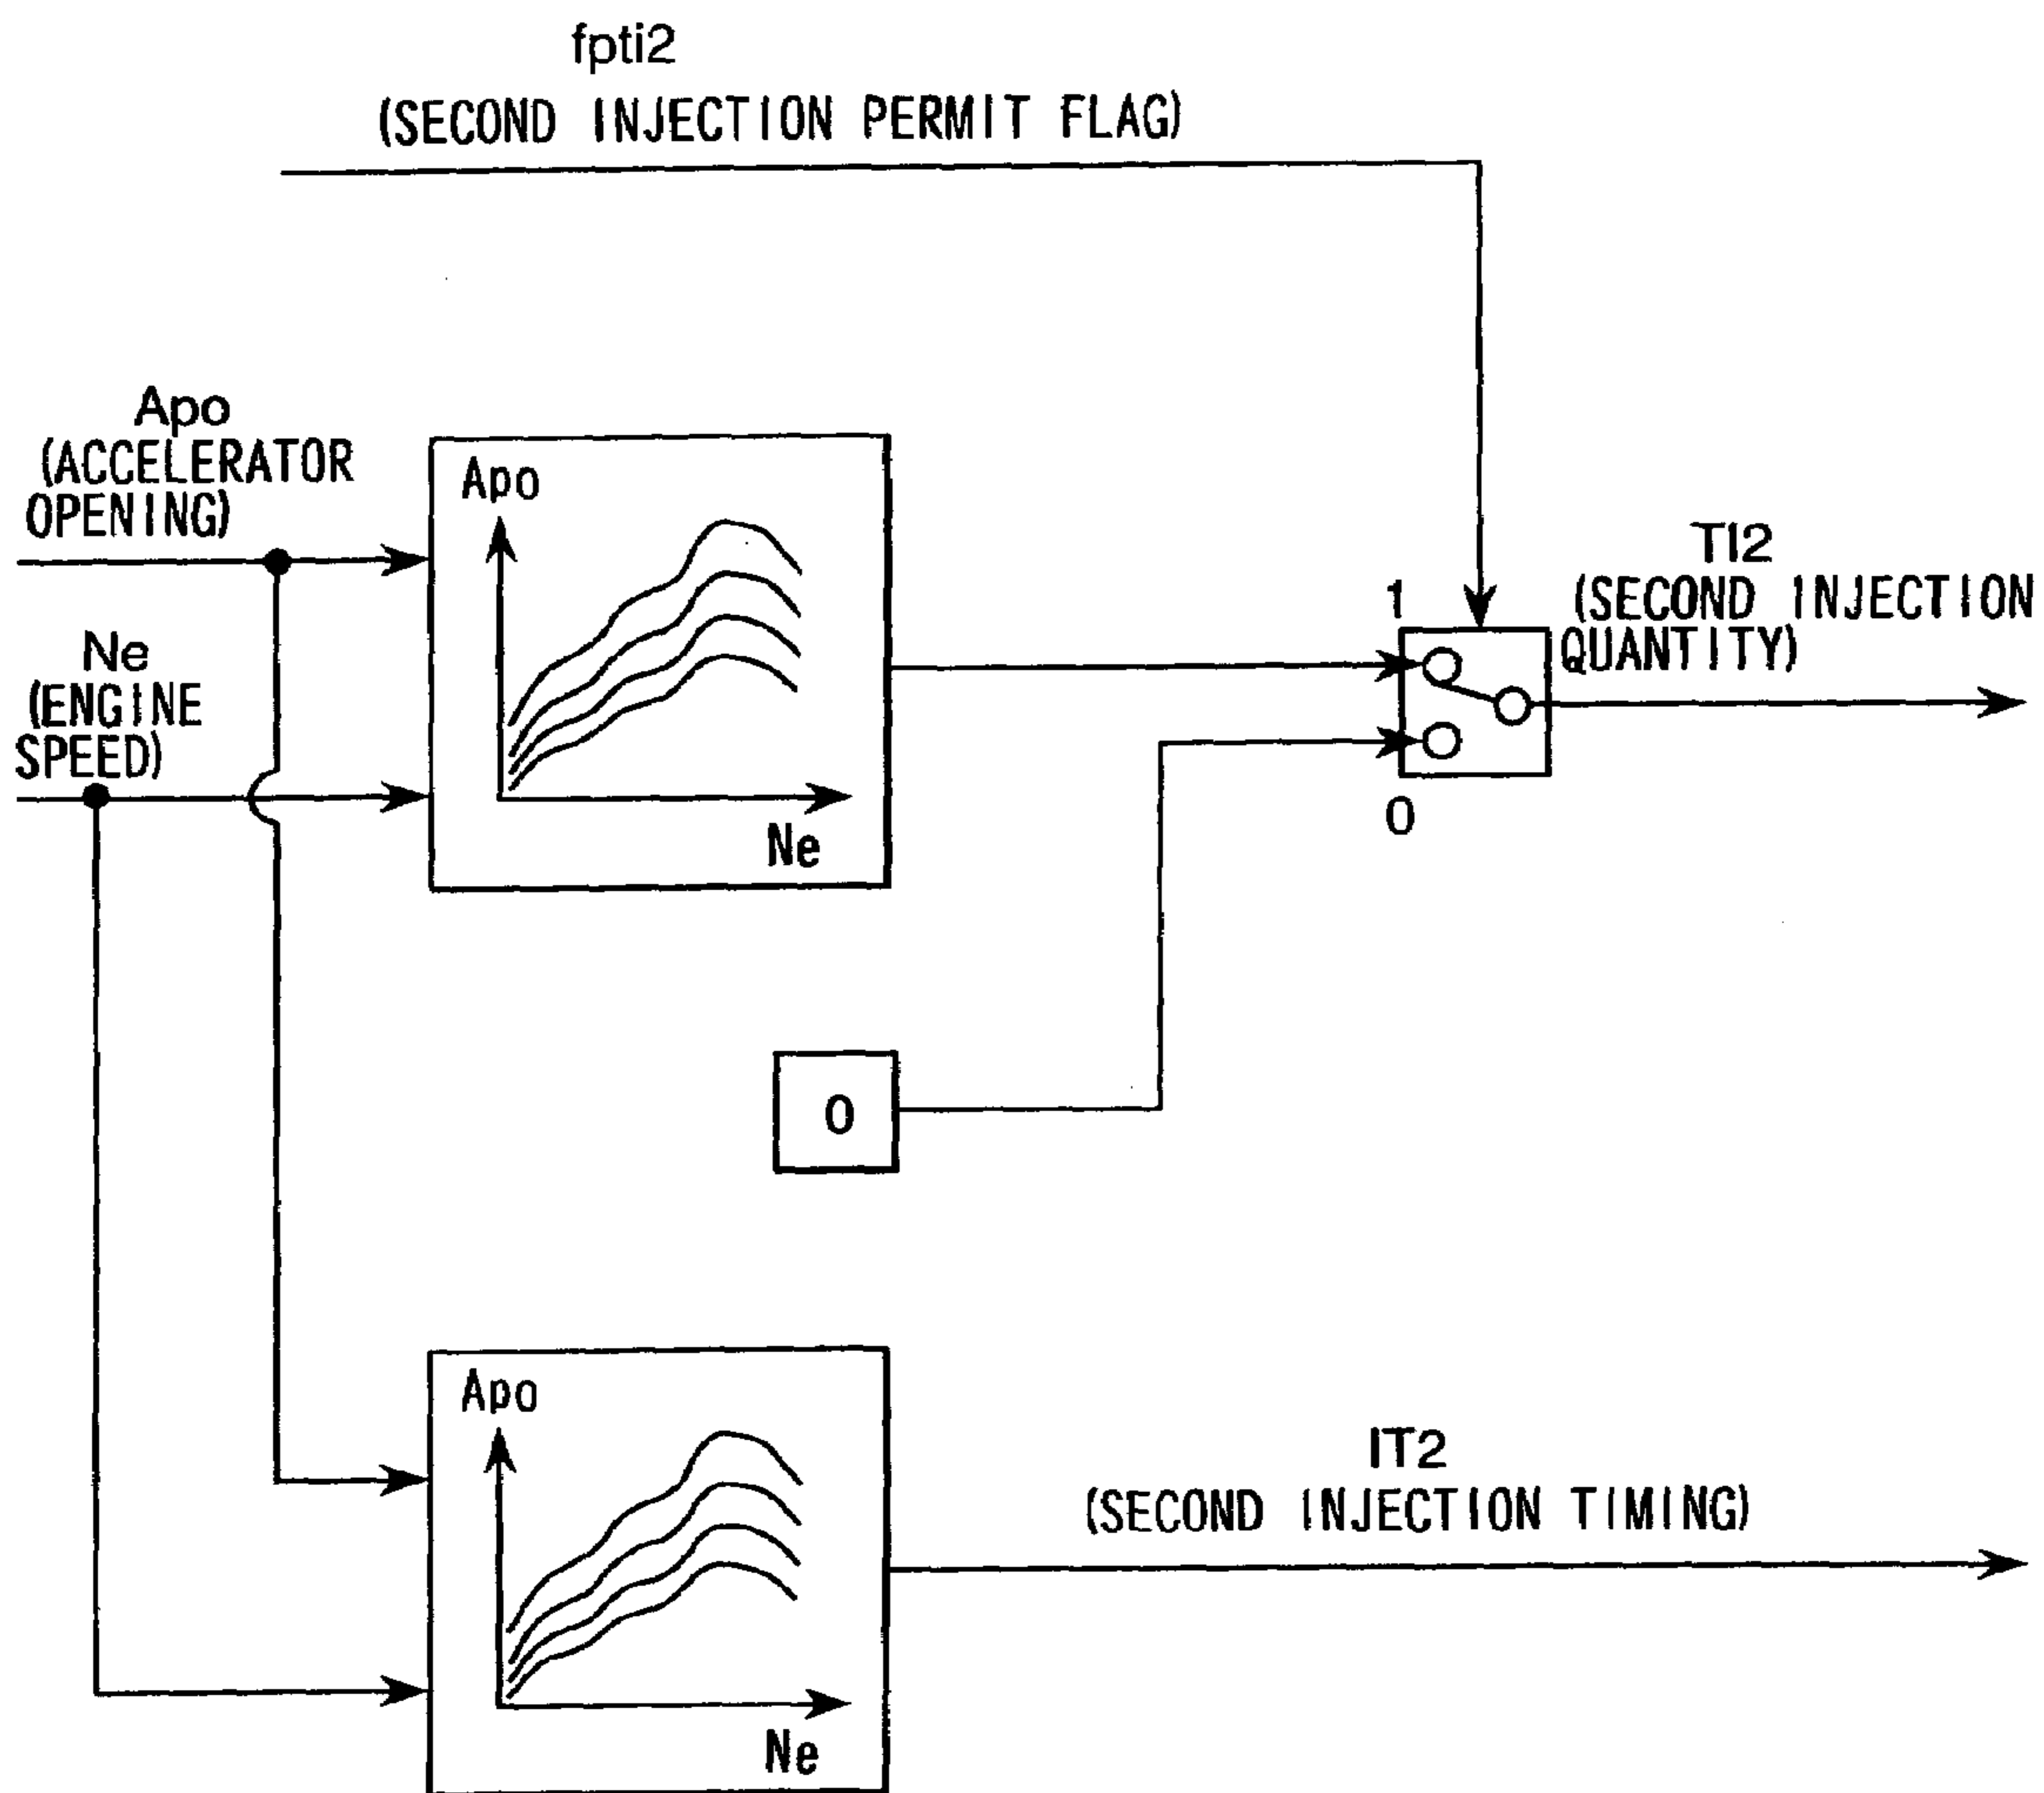 fpti2
(SECOND INJECTION PERMIT FLAG)
Apo
(ACCELERATOR
OPENING)
Ne
(ENGINE
SPEED)
Apo
Ne
1
0
TI2
(SECOND INJECTION
QUANTITY)
0
Apo
Ne
IT2
(SECOND INJECTION TIMING)